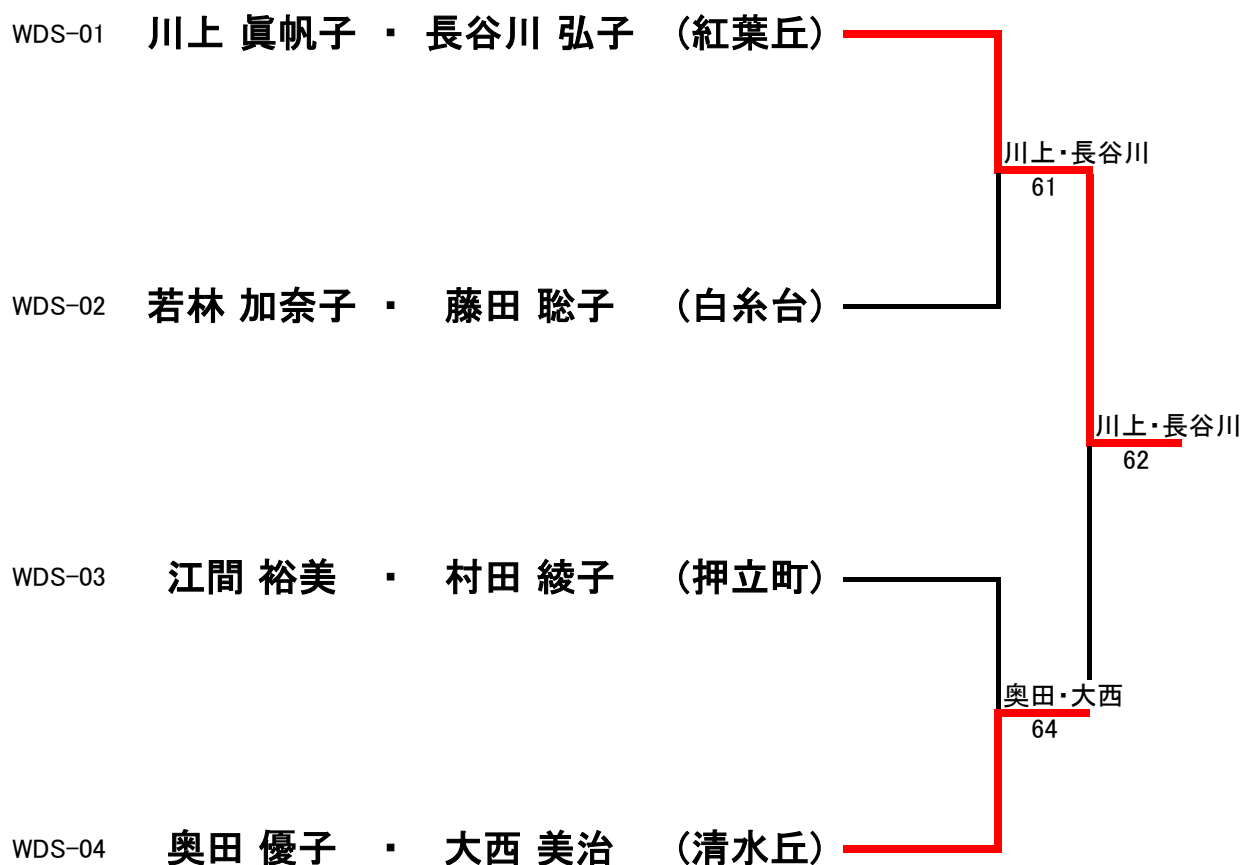 WDS-01 川上 眞帆子 ・ 長谷川 弘子 (紅葉丘)
川上・長谷川
61
WDS-02 若林 加奈子 ・ 藤田 聡子 (白糸台)
川上・長谷川
62
WDS-03 江間 裕美 ・ 村田 綾子 (押立町)
奥田・大西
64
WDS-04 奥田 優子 ・ 大西 美治 (清水丘)